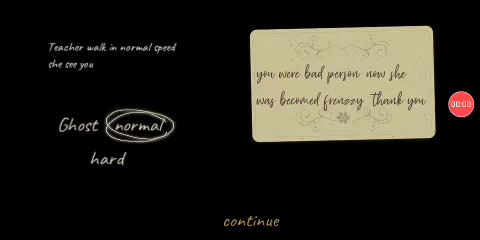 Teacher walk in normal speed
she see you
Ghost normal
hard
you were bad person now she
was becomed frenzzy Thank you
continue
00:00